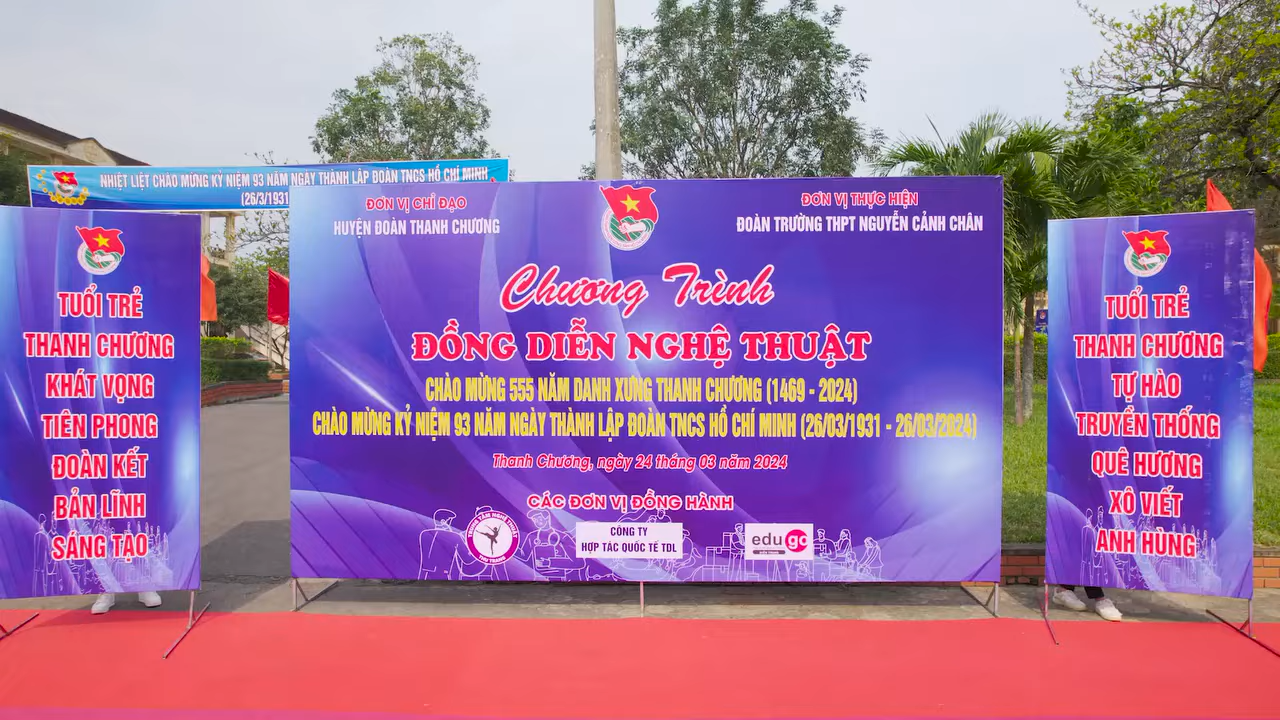 NHIỆT LIỆT CHÀO MỪNG KỶ NIỆM 93 NĂM NGÀY THÀNH LẬP ĐOÀN TNCS HỒ CHÍ MINH
(26/3/1931
TUỔI TRẺ
THANH CHƯƠNG
KHÁT VỌNG
TIÊN PHONG
ĐOÀN KẾT
BẢN LĨNH
SÁNG TẠO
ĐƠN VỊ CHỈ ĐẠO
HUYỆN ĐOÀN THANH CHƯƠNG
ĐƠN VỊ THỰC HIỆN
ĐOÀN TRƯỜNG THPT NGUYỄN CẢNH CHÂN
Chương Trình
ĐỒNG DIỄN NGHỆ THUẬT
CHÀO MỪNG 555 NĂM DANH XƯNG THANH CHƯƠNG (1469 - 2024)
CHÀO MỪNG KỶ NIỆM 93 NĂM NGÀY THÀNH LẬP ĐOÀN TNCS HỒ CHÍ MINH (26/03/1931 - 26/03/2024)
Thanh Chương, ngày 24 tháng 03 năm 2024
CÁC ĐƠN VỊ ĐỒNG HÀNH
TRUNG TÂM NGHỆ THUẬT
CÔNG TY
HỢP TÁC QUỐC TẾ TDL
edugo
TUỔI TRẺ
THANH CHƯƠNG
TỰ HÀO
TRUYỀN THỐNG
QUÊ HƯƠNG
XÔ VIẾT
ANH HÙNG